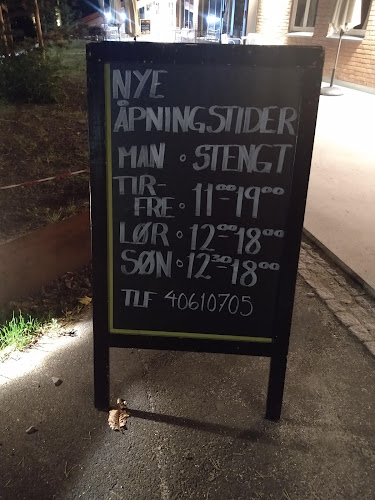 NYE
ÅPNINGSTIDER
MAN • STENGT
TIR-
FRE • 11⁰⁰-19⁰⁰
LØR • 12⁰⁰-18⁰⁰
SØN • 12³⁰-18⁰⁰
TLF 40610705